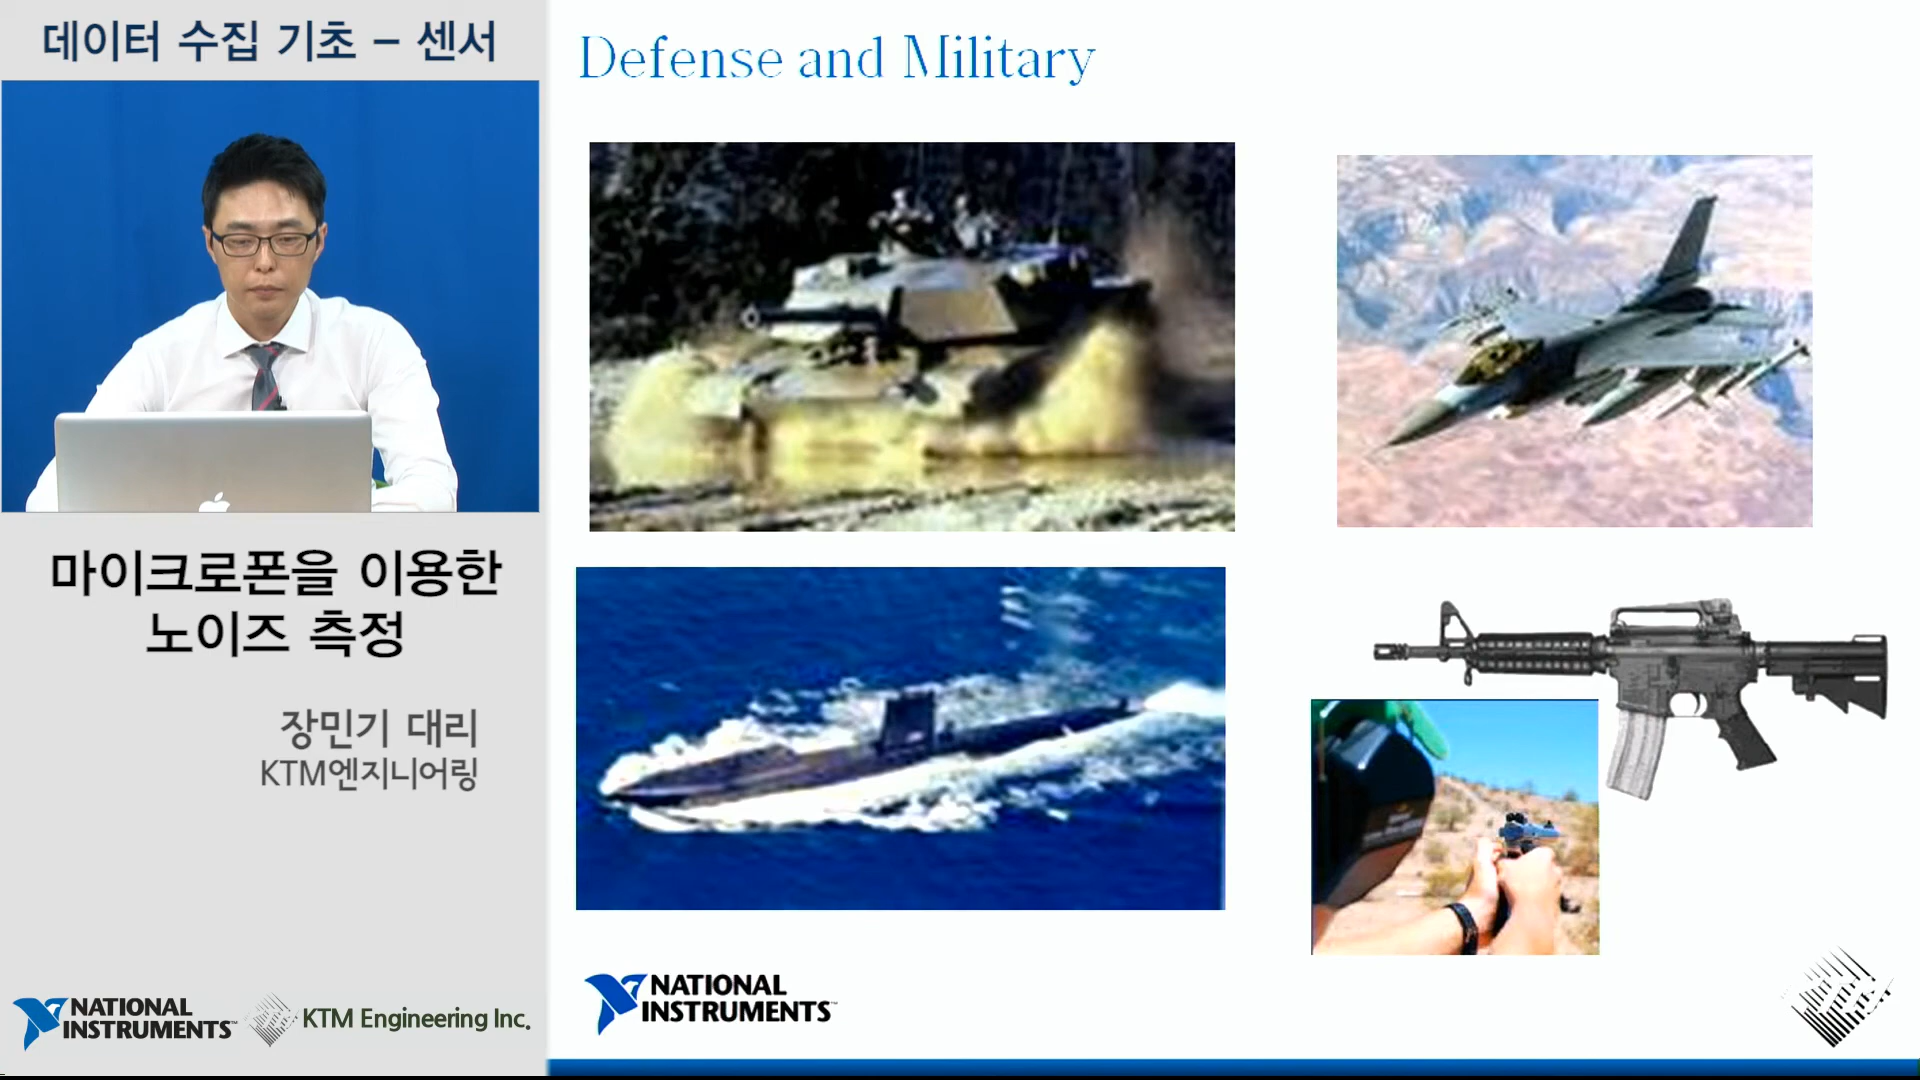 데이터 수집 기초 – 센서
Defense and Military
마이크로폰을 이용한
노이즈 측정
장민기 대리
KTM엔지니어링
NATIONAL
INSTRUMENTS™
KTM Engineering Inc.
NATIONAL
INSTRUMENTS™